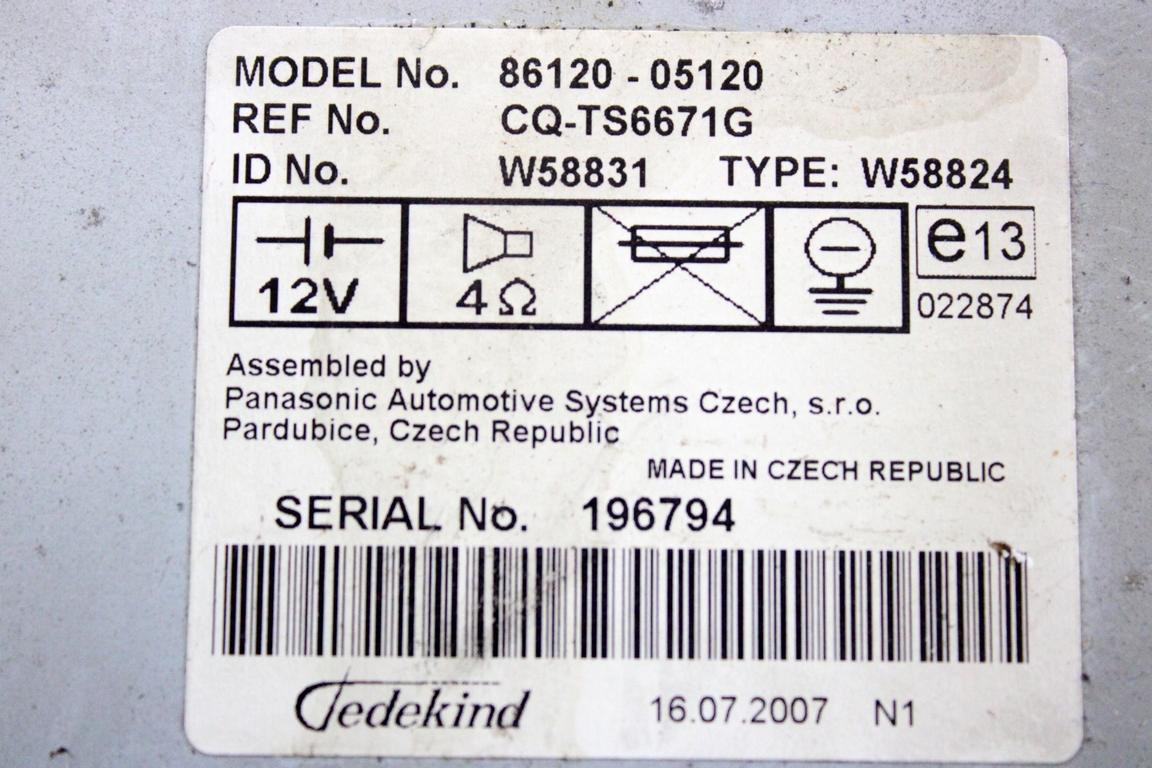 MODEL No. 86120 - 05120
REF No. CQ-TS6671G
ID No. W58831 TYPE: W58824
12V 4Ω e13
022874
Assembled by
Panasonic Automotive Systems Czech, s.r.o.
Pardubice, Czech Republic
MADE IN CZECH REPUBLIC
SERIAL No. 196794
Jedekind 16.07.2007 N1